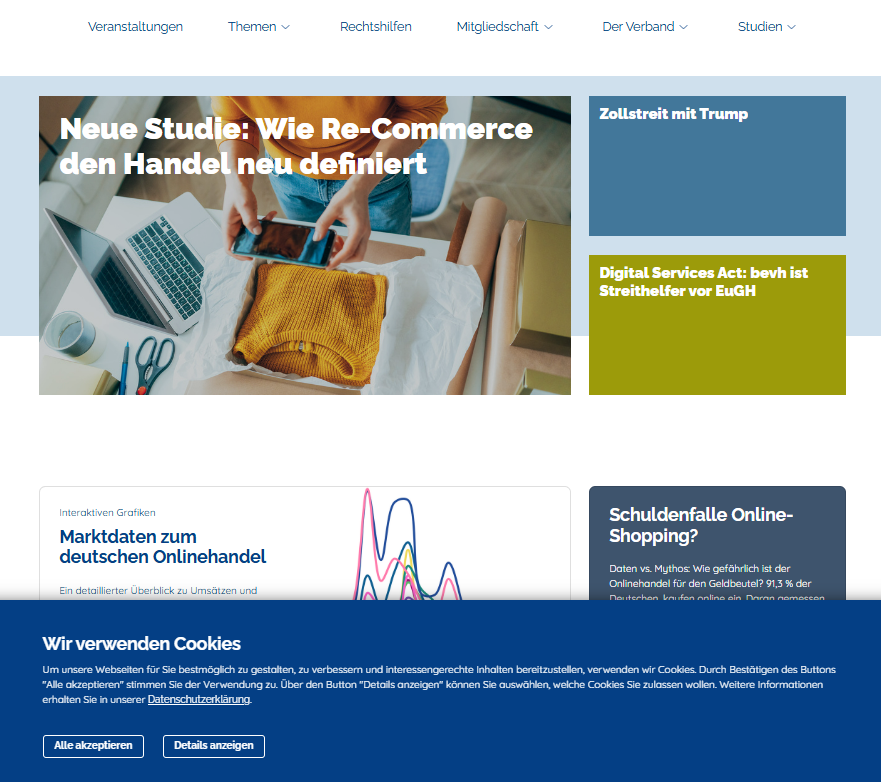 Veranstaltungen Themen Rechtshilfen Mitgliedschaft Der Verband Studien
Neue Studie: Wie Re-Commerce
den Handel neu definiert
Zollstreit mit Trump
Digital Services Act: bevh ist
Streithelfer vor EuGH
Interaktiven Grafiken
Marktdaten zum
deutschen Onlinehandel
Ein detaillierter Überblick zu Umsätzen und
Schuldenfalle Online-
Shopping?
Daten vs. Mythos: Wie gefährlich ist der
Onlinehandel für den Geldbeutel? 91,3 % der
Deutschen kaufen online ein. Daran gemessen
Wir verwenden Cookies
Um unsere Webseiten für Sie bestmöglich zu gestalten, zu verbessern und interessengerechte Inhalten bereitzustellen, verwenden wir Cookies. Durch Bestätigen des Buttons
"Alle akzeptieren" stimmen Sie der Verwendung zu. Über den Button "Details anzeigen" können Sie auswählen, welche Cookies Sie zulassen wollen. Weitere Informationen
erhalten Sie in unserer Datenschutzerklärung.
Alle akzeptieren Details anzeigen